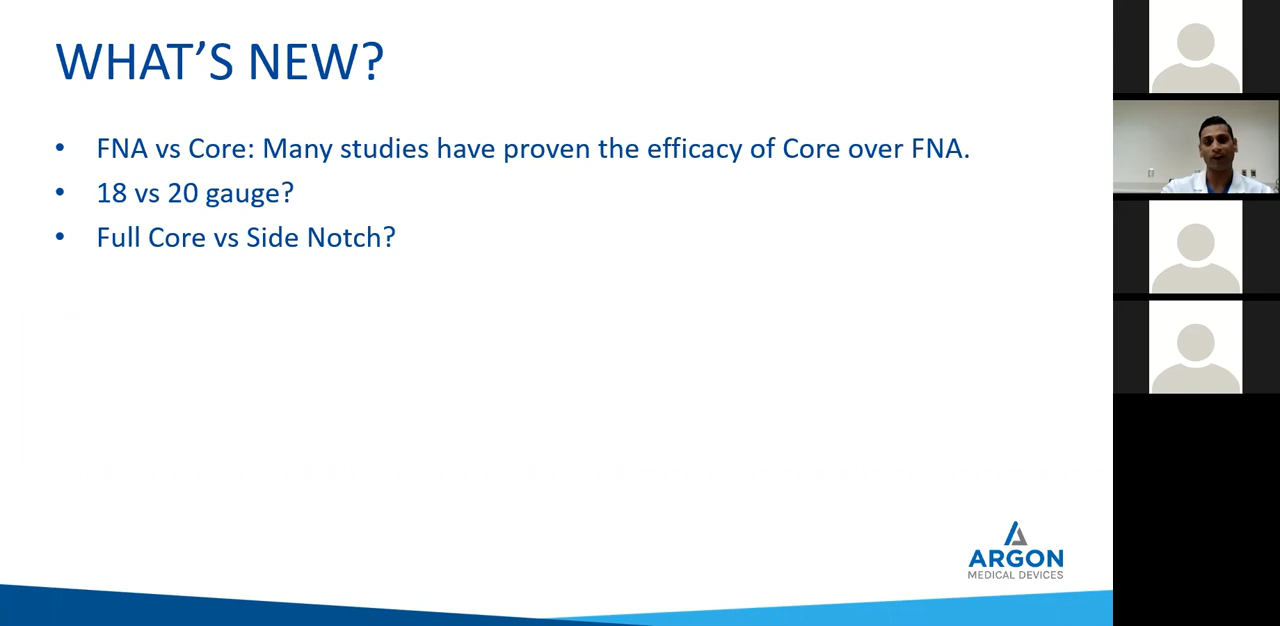 WHAT’S NEW?
• FNA vs Core: Many studies have proven the efficacy of Core over FNA.
• 18 vs 20 gauge?
• Full Core vs Side Notch?
ARGON
MEDICAL DEVICES